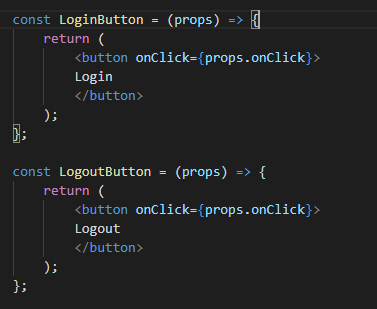 const LoginButton = (props) => {
    return (
        <button onClick={props.onClick}>
        Login
        </button>
    );
};

const LogoutButton = (props) => {
    return (
        <button onClick={props.onClick}>
        Logout
        </button>
    );
};